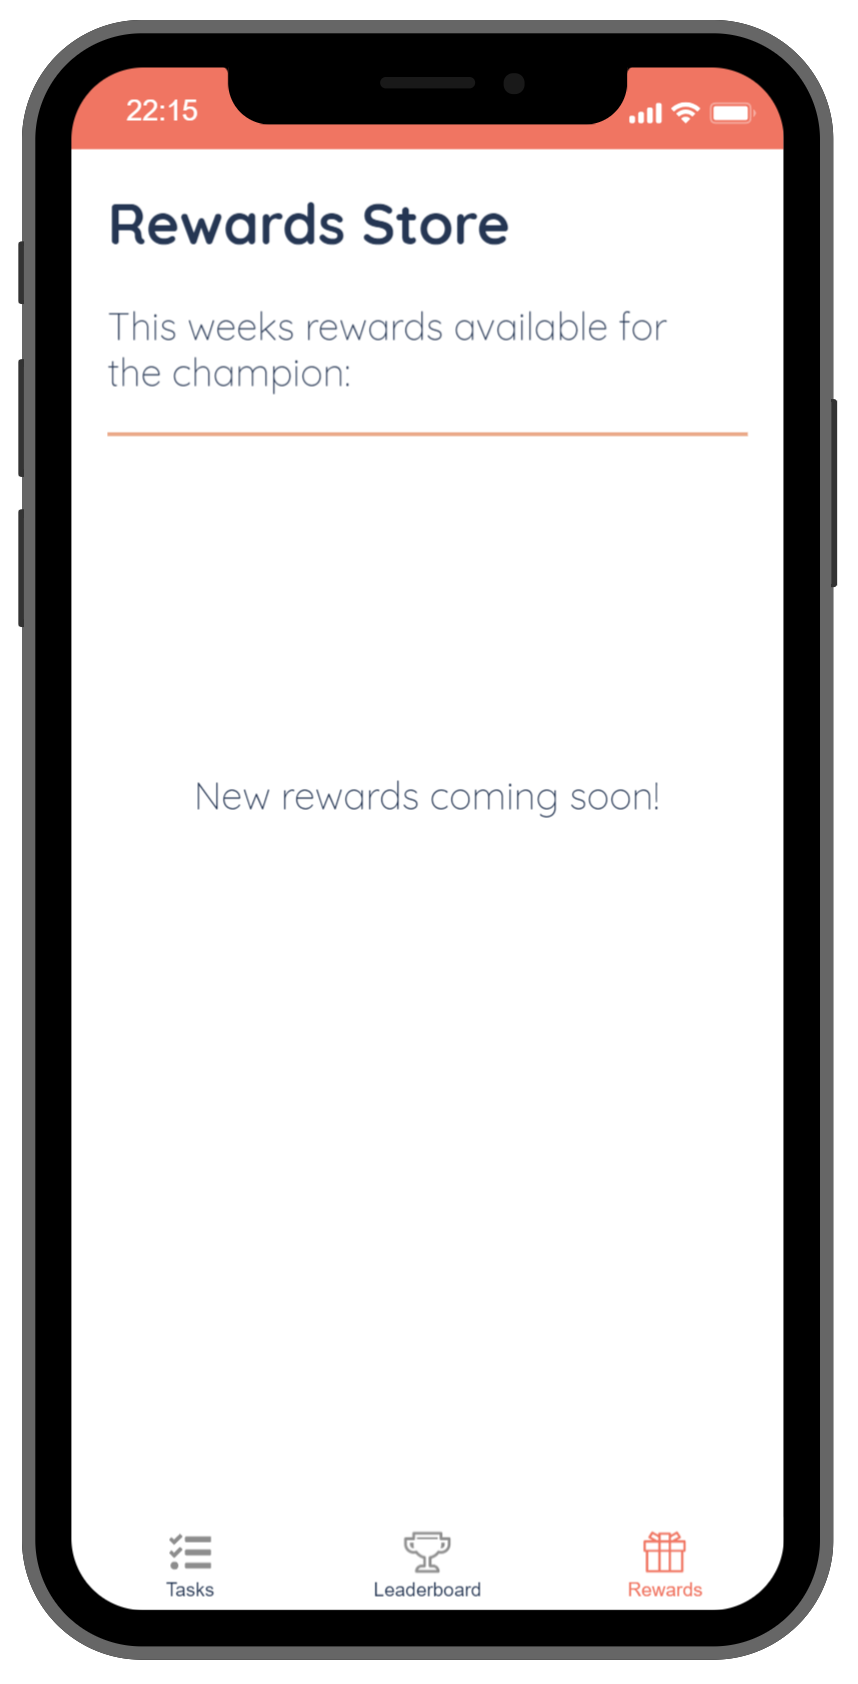 22:15
Rewards Store
This weeks rewards available for
the champion:
New rewards coming soon!
Tasks
Leaderboard
Rewards